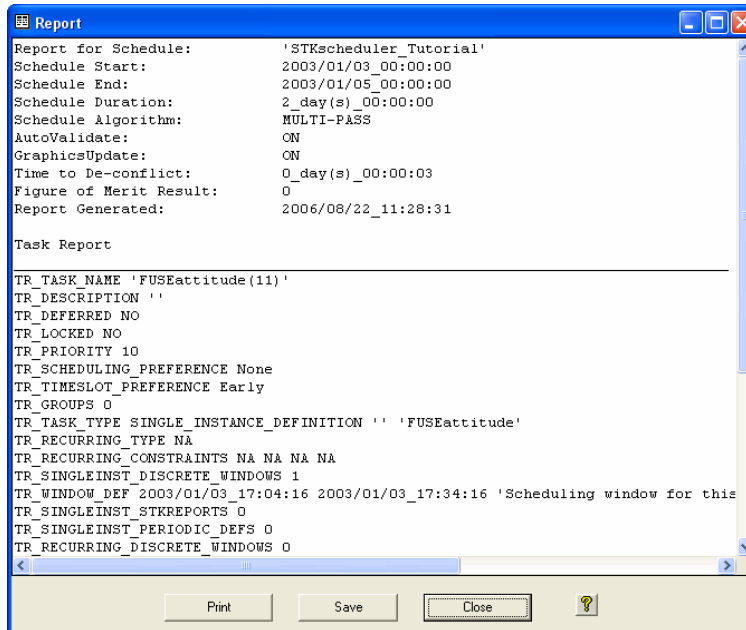 Report
Report for Schedule: 'STKscheduler_Tutorial'
Schedule Start: 2003/01/03_00:00:00
Schedule End: 2003/01/05_00:00:00
Schedule Duration: 2_day(s)_00:00:00
Schedule Algorithm: MULTI-PASS
AutoValidate: ON
GraphicsUpdate: ON
Time to De-conflict: 0_day(s)_00:00:03
Figure of Merit Result: 0
Report Generated: 2006/08/22_11:28:31
Task Report
TR_TASK_NAME 'FUSEattitude(11)'
TR_DESCRIPTION ''
TR_DEFERRED NO
TR_LOCKED NO
TR_PRIORITY 10
TR_SCHEDULING_PREFERENCE None
TR_TIMESLOT_PREFERENCE Early
TR_GROUPS 0
TR_TASK_TYPE SINGLE_INSTANCE_DEFINITION '' 'FUSEattitude'
TR_RECURRING_TYPE NA
TR_RECURRING_CONSTRAINTS NA NA NA NA
TR_SINGLEINST_DISCRETE_WINDOWS 1
TR_WINDOW_DEF 2003/01/03_17:04:16 2003/01/03_17:34:16 'Scheduling window for this
TR_SINGLEINST_STKREPORTS 0
TR_SINGLEINST_PERIODIC_DEFS 0
TR_RECURRING_DISCRETE_WINDOWS 0
Print Save Close ?